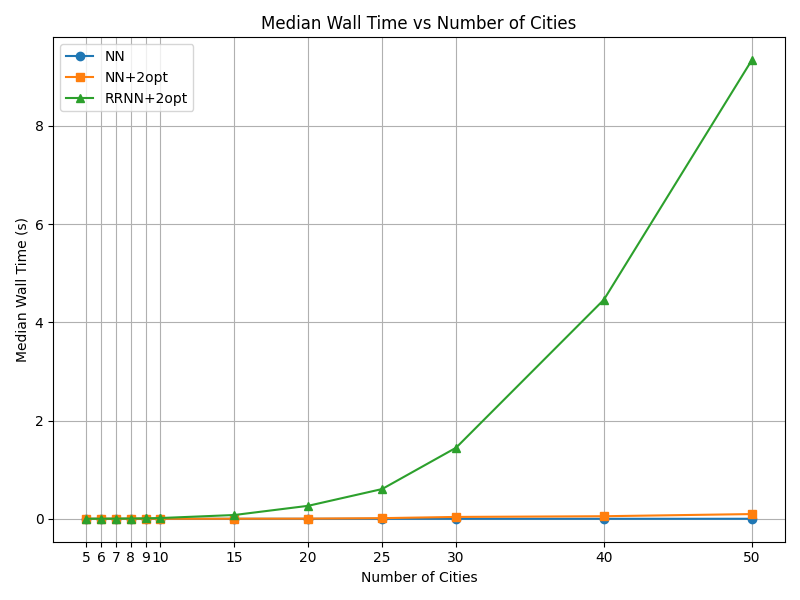 Median Wall Time vs Number of Cities
NN
NN+2opt
RRNN+2opt
Median Wall Time (s)
8
6
4
2
0
5 6 7 8 9 10 15 20 25 30 40 50
Number of Cities